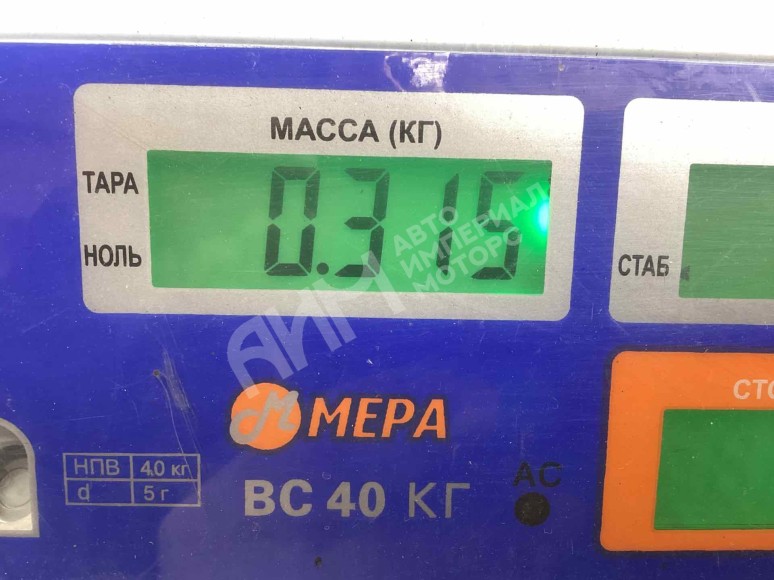 МАССА (КГ)
ТАРА
0.315
НОЛЬ
СТАБ
АВТО
ИМПЕРИАЛ
МОТОРС
АИМ
М МЕРА
СТО
НПВ 40 кг
d 5 г
ВС 40 КГ
АС